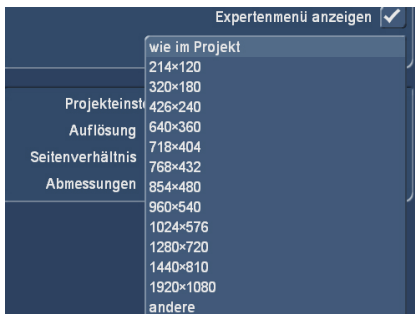 Expertenmenü anzeigen
wie im Projekt
214×120
320×180
Projekteinst
426×240
Auflösung
640×360
718×404
Seitenverhältnis
768×432
Abmessungen
854×480
960×540
1024×576
1280×720
1440×810
1920×1080
andere